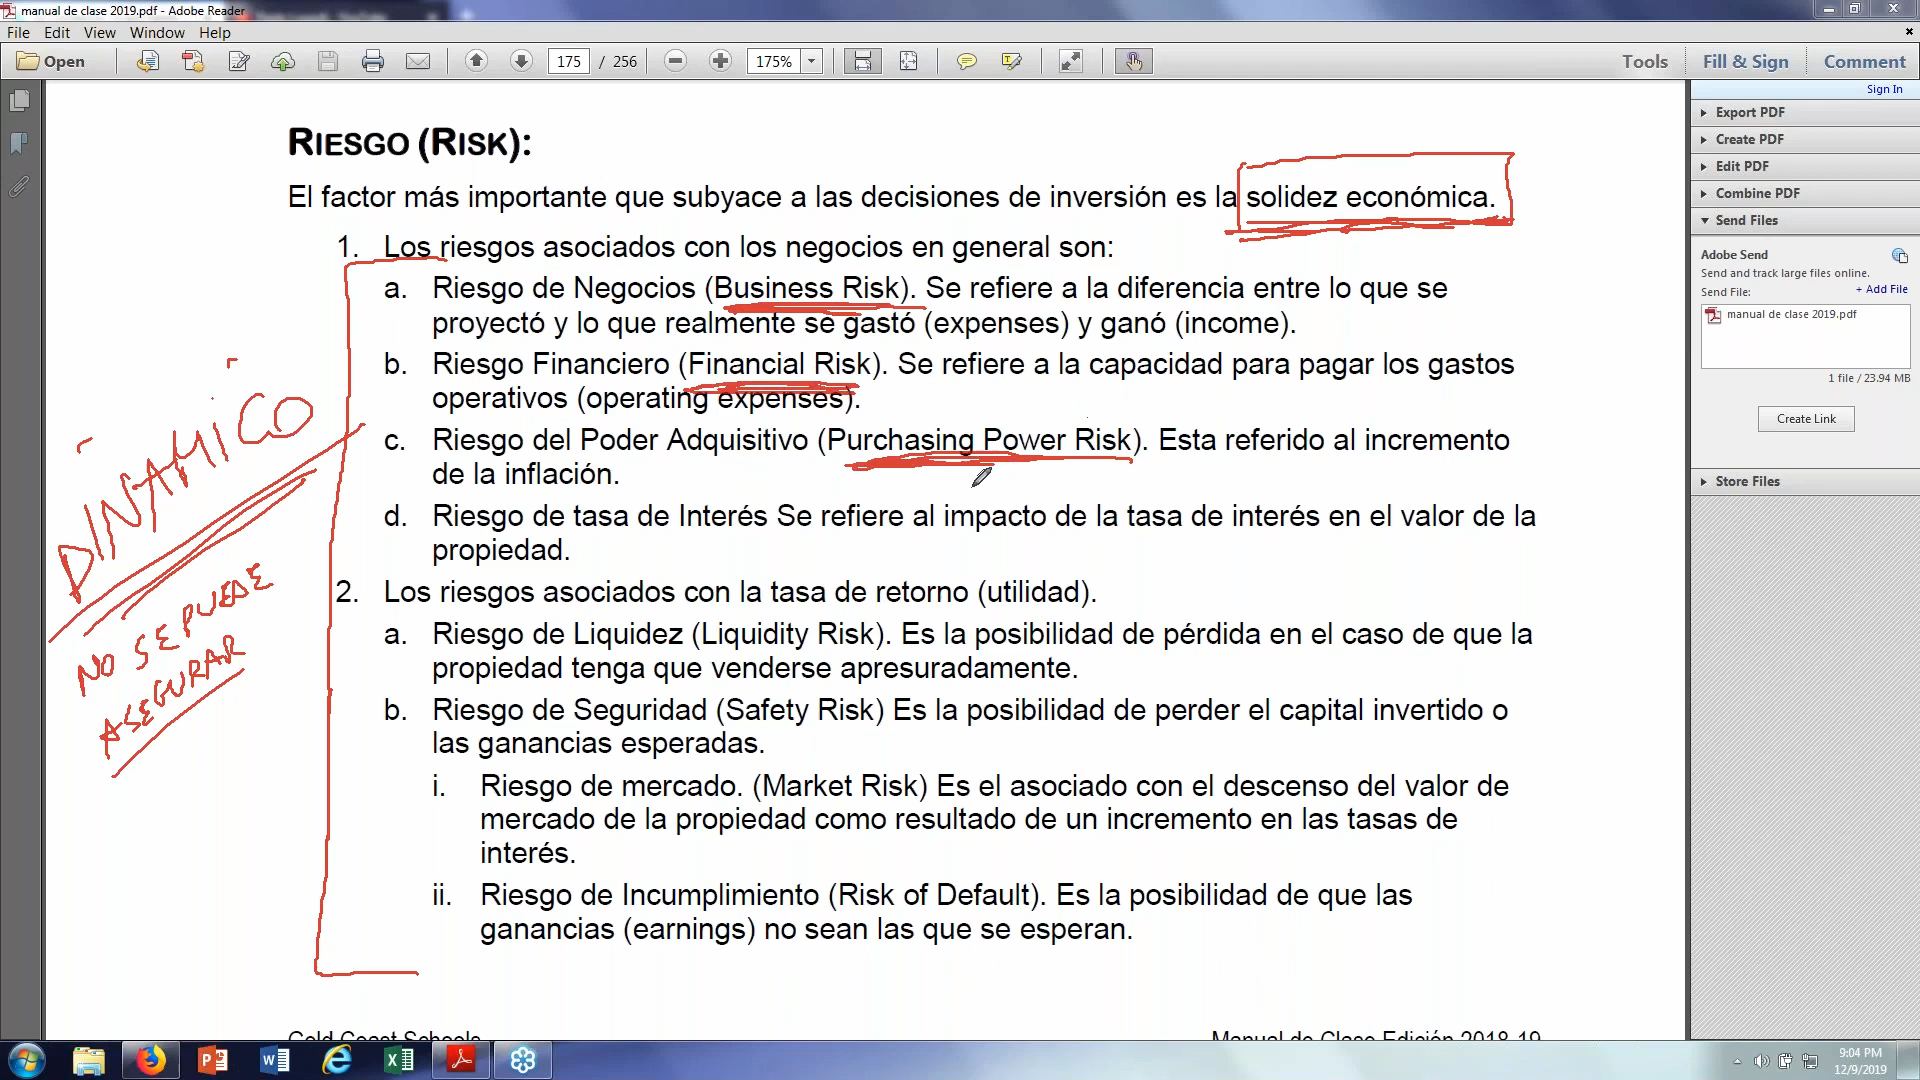 manual de clase 2019.pdf - Adobe Reader
File Edit View Window Help
Open 175 / 256 175% Tools Fill & Sign Comment
Sign In
RIESGO (RISK):
El factor más importante que subyace a las decisiones de inversión es la solidez económica.
1. Los riesgos asociados con los negocios en general son:
a. Riesgo de Negocios (Business Risk). Se refiere a la diferencia entre lo que se
proyectó y lo que realmente se gastó (expenses) y ganó (income).
b. Riesgo Financiero (Financial Risk). Se refiere a la capacidad para pagar los gastos
operativos (operating expenses).
c. Riesgo del Poder Adquisitivo (Purchasing Power Risk). Esta referido al incremento
de la inflación.
d. Riesgo de tasa de Interés Se refiere al impacto de la tasa de interés en el valor de la
propiedad.
2. Los riesgos asociados con la tasa de retorno (utilidad).
a. Riesgo de Liquidez (Liquidity Risk). Es la posibilidad de pérdida en el caso de que la
propiedad tenga que venderse apresuradamente.
b. Riesgo de Seguridad (Safety Risk) Es la posibilidad de perder el capital invertido o
las ganancias esperadas.
i. Riesgo de mercado. (Market Risk) Es el asociado con el descenso del valor de
mercado de la propiedad como resultado de un incremento en las tasas de
interés.
ii. Riesgo de Incumplimiento (Risk of Default). Es la posibilidad de que las
ganancias (earnings) no sean las que se esperan.
Gold Coast Schools Manual de Clase Edición 2018-19
DINAMICO
NO SE PUEDE
ASEGURAR
Export PDF
Create PDF
Edit PDF
Combine PDF
Send Files
Adobe Send
Send and track large files online.
Send File: + Add File
manual de clase 2019.pdf
1 file / 23.94 MB
Create Link
Store Files
9:04 PM
12/9/2019